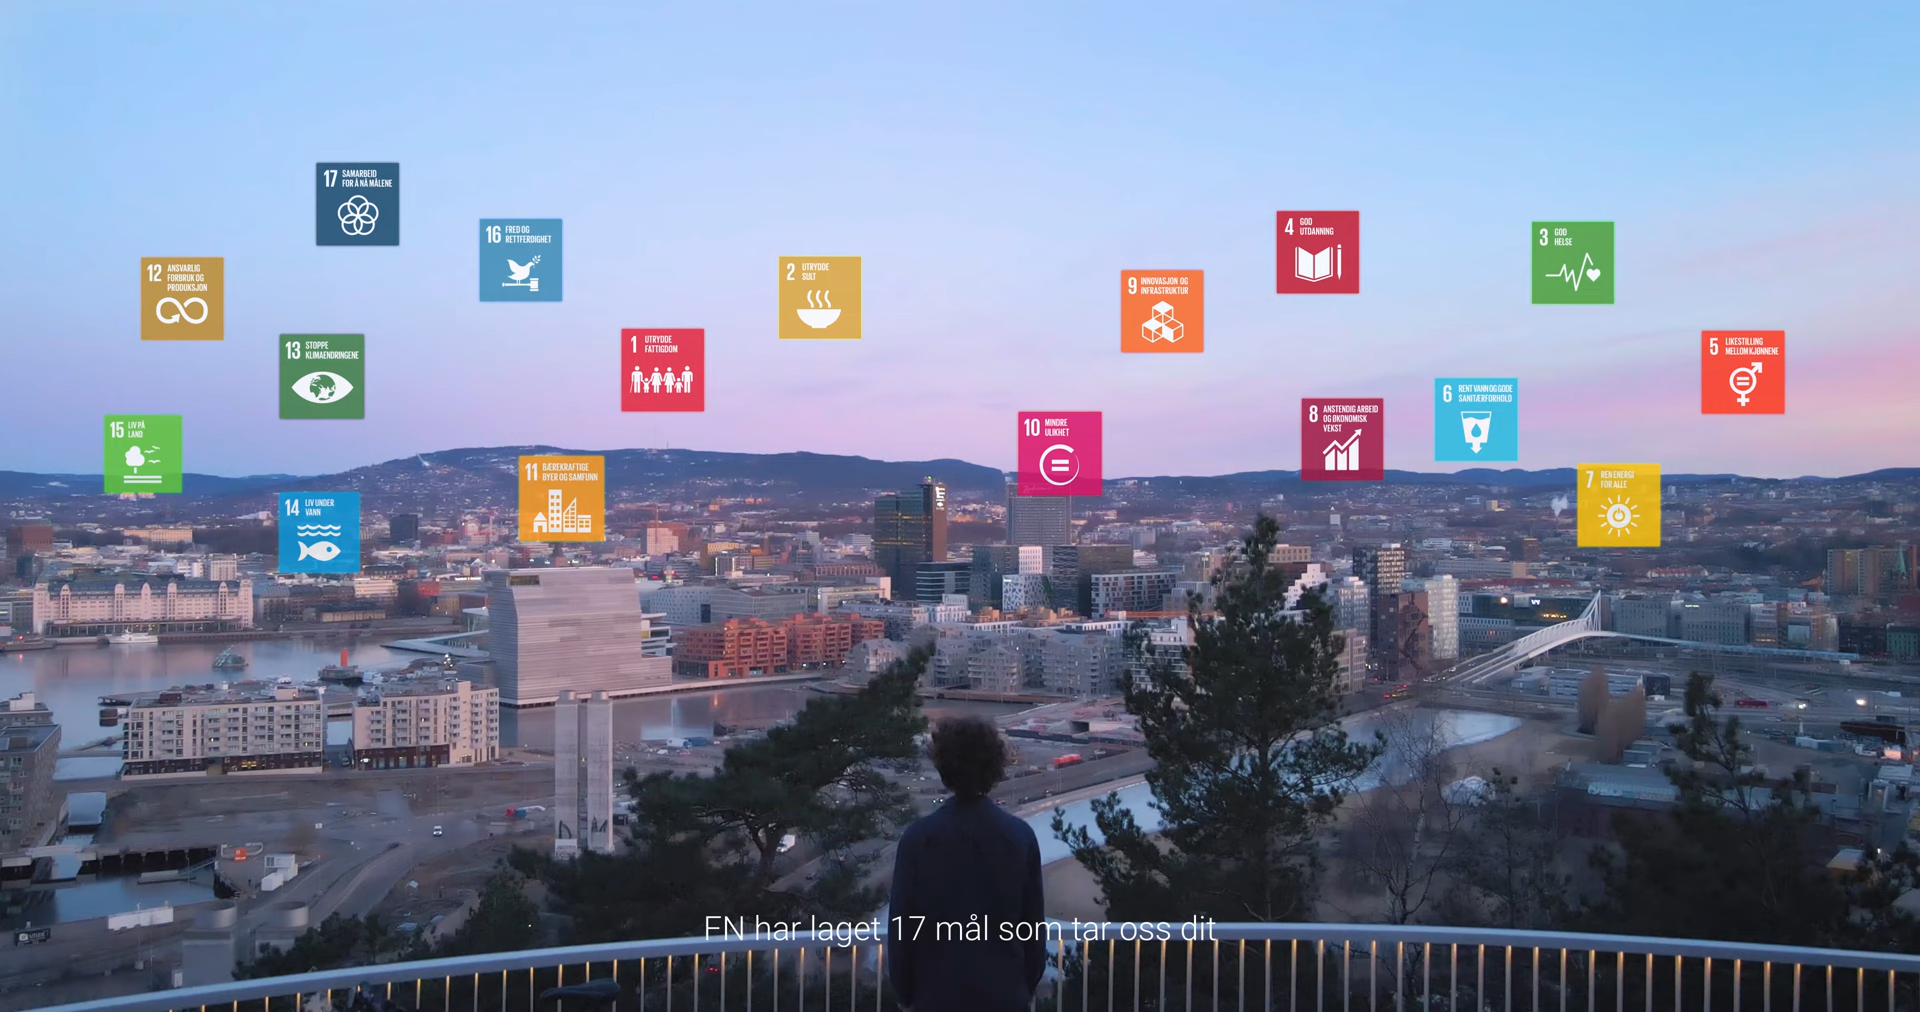 17 SAMARBEID
FOR Å NÅ MÅLENE
16 FRED OG
RETTFERDIGHET
4 GOD
UTDANNING
3 GOD
HELSE
12 ANSVARLIG
FORBRUK OG
PRODUKSJON
2 UTRYDDE
SULT
9 INNOVASJON OG
INFRASTRUKTUR
13 STOPPE
KLIMAENDRINGENE
1 UTRYDDE
FATTIGDOM
5 LIKESTILLING
MELLOM KJØNNENE
15 LIV PÅ
LAND
10 MINDRE
ULIKHET
8 ANSTENDIG ARBEID
OG ØKONOMISK
VEKST
6 RENT VANN OG GODE
SANITÆRFORHOLD
14 LIV UNDER
VANN
11 BÆREKRAFTIGE
BYER OG SAMFUNN
7 REN ENERGI
FOR ALLE
FN har laget 17 mål som tar oss dit